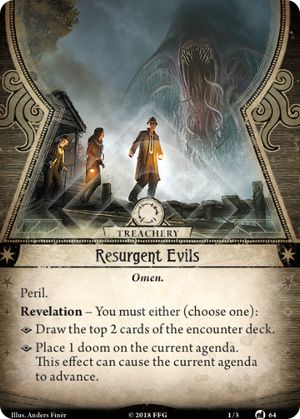 TREACHERY
Resurgent Evils
Omen.
Peril.
Revelation – You must either (choose one):
Draw the top 2 cards of the encounter deck.
Place 1 doom on the current agenda.
This effect can cause the current agenda
to advance.
Illus. Anders Finér
© 2018 FFG
1/3
64